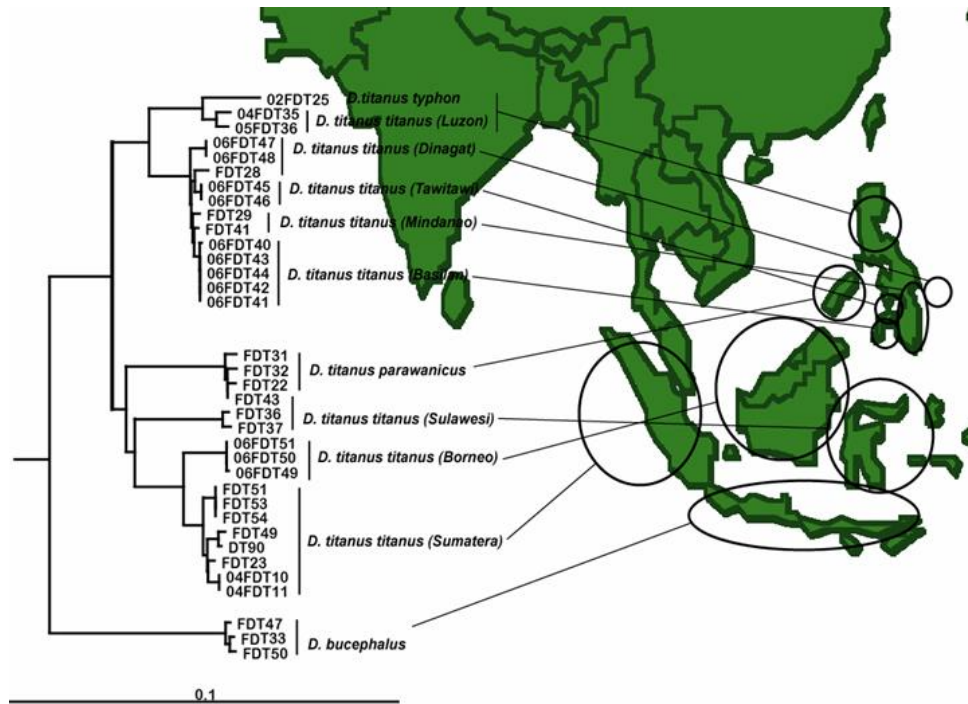 02FDT25 D.titanus typhon
04FDT35
05FDT36 D. titanus titanus (Luzon)
06FDT47
06FDT48 D. titanus titanus (Dinagat)
FDT28
06FDT45
06FDT46 D. titanus titanus (Tawitawi)
FDT29
FDT41 D. titanus titanus (Mindanao)
06FDT40
06FDT43
06FDT44 D. titanus titanus (Basilan)
06FDT42
06FDT41
FDT31
FDT32 D. titanus parawanicus
FDT22
FDT43
FDT36 D. titanus titanus (Sulawesi)
FDT37
06FDT51
06FDT50 D. titanus titanus (Borneo)
06FDT49
FDT51
FDT53
FDT54
FDT49 D. titanus titanus (Sumatera)
DT90
FDT23
04FDT10
04FDT11
FDT47
FDT33 D. bucephalus
FDT50
0.1